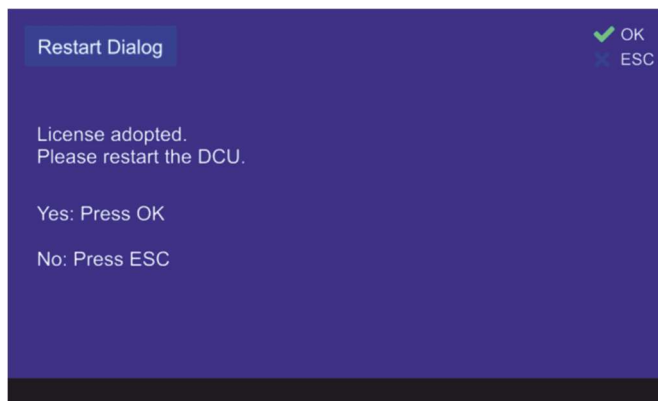 Restart Dialog
OK
ESC
License adopted.
Please restart the DCU.
Yes: Press OK
No: Press ESC